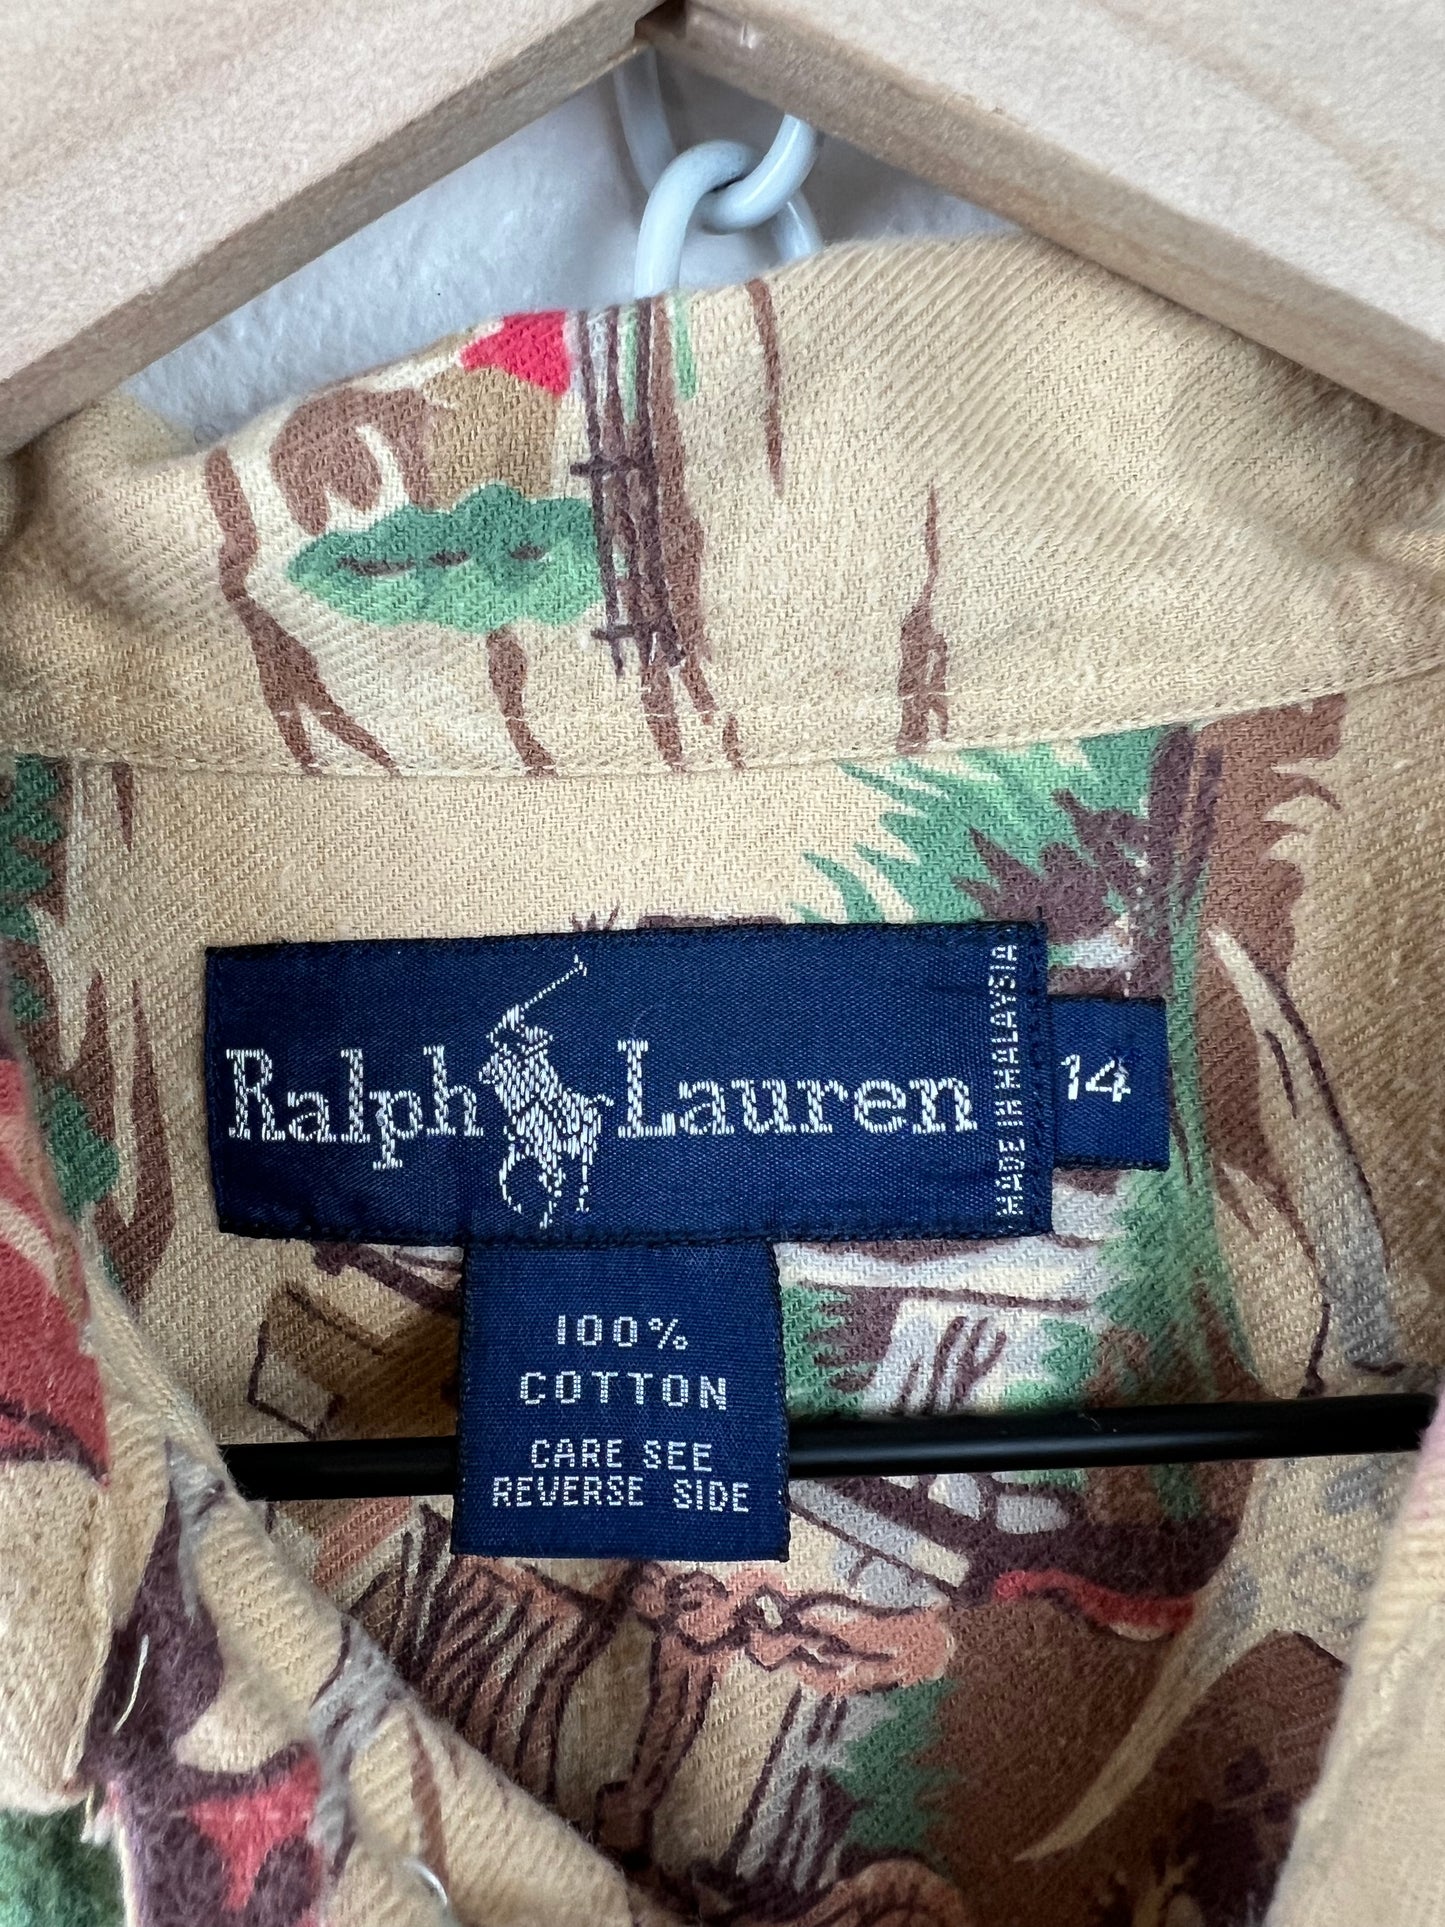 Ralph Lauren
MADE IN MALAYSIA
14
100%
COTTON
CARE SEE
REVERSE SIDE